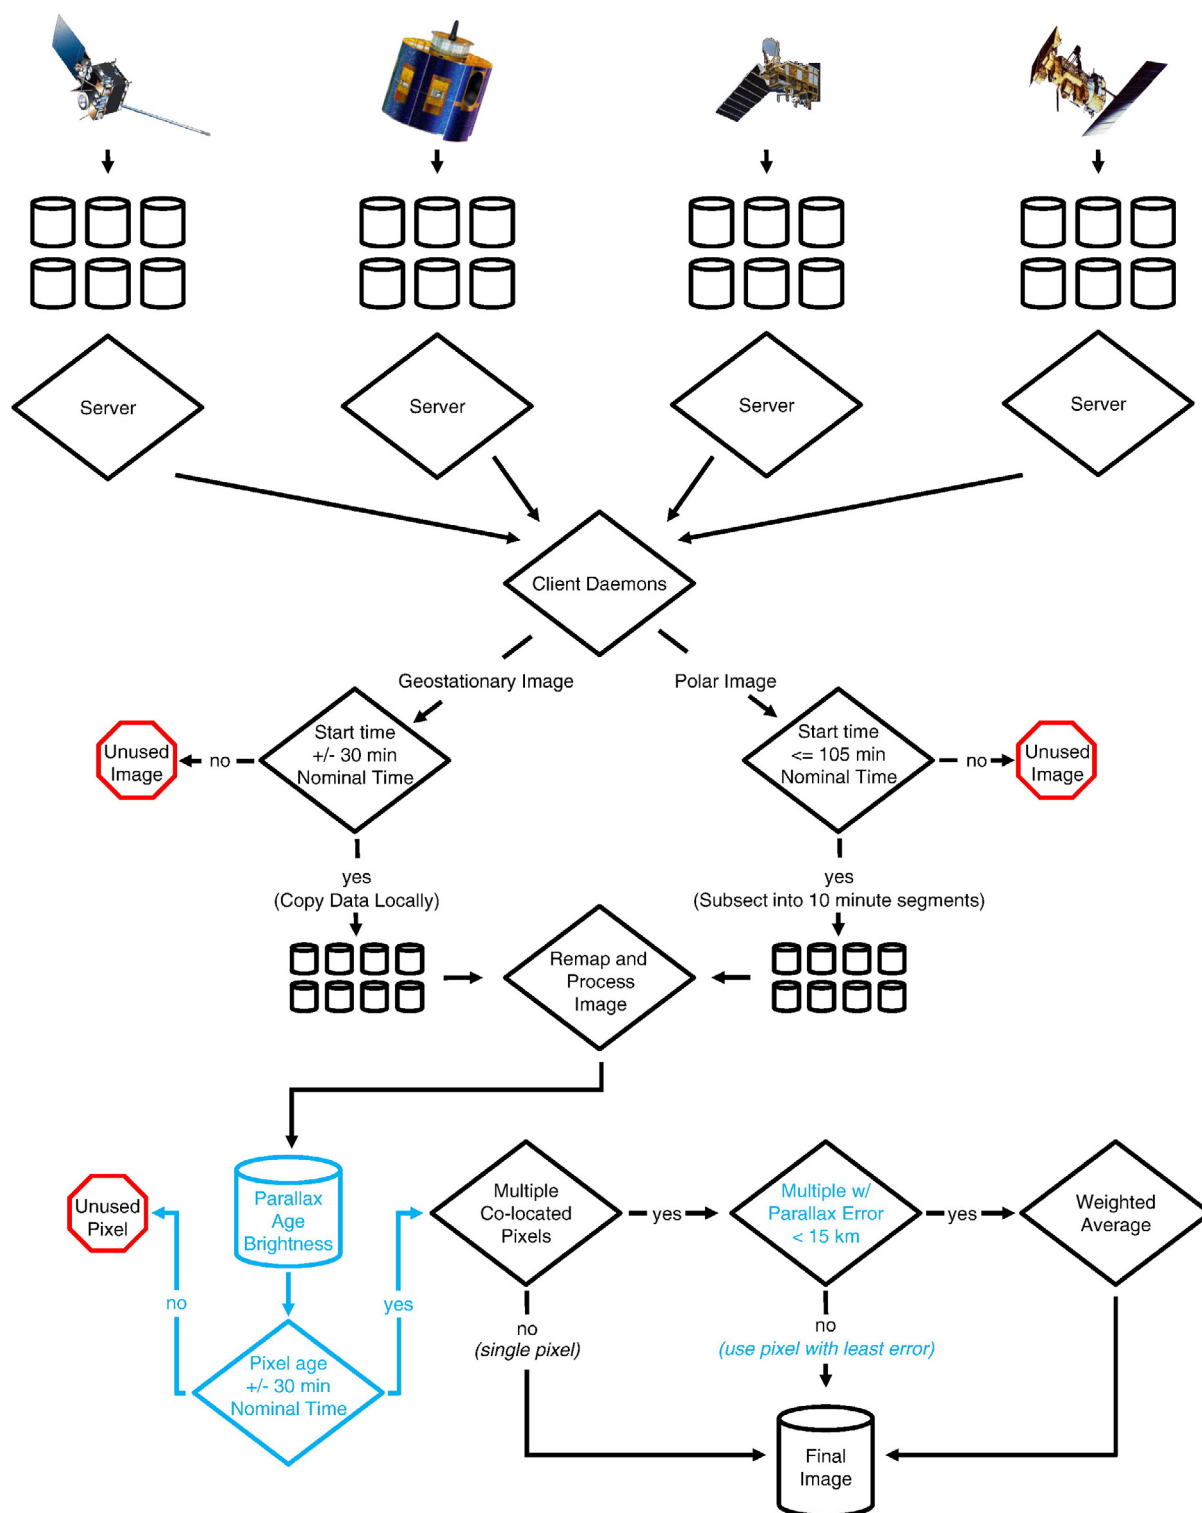 Server
Server
Server
Server
Client Daemons
Geostationary Image
Polar Image
Unused
Image
no
Start time
+/- 30 min
Nominal Time
Start time
<= 105 min
Nominal Time
no
Unused
Image
yes
(Copy Data Locally)
yes
(Subsect into 10 minute segments)
Remap and
Process
Image
Unused
Pixel
Parallax
Age
Brightness
Multiple
Co-located
Pixels
yes
Multiple w/
Parallax Error
< 15 km
yes
Weighted
Average
no
yes
no
(single pixel)
no
(use pixel with least error)
Pixel age
+/- 30 min
Nominal Time
Final
Image